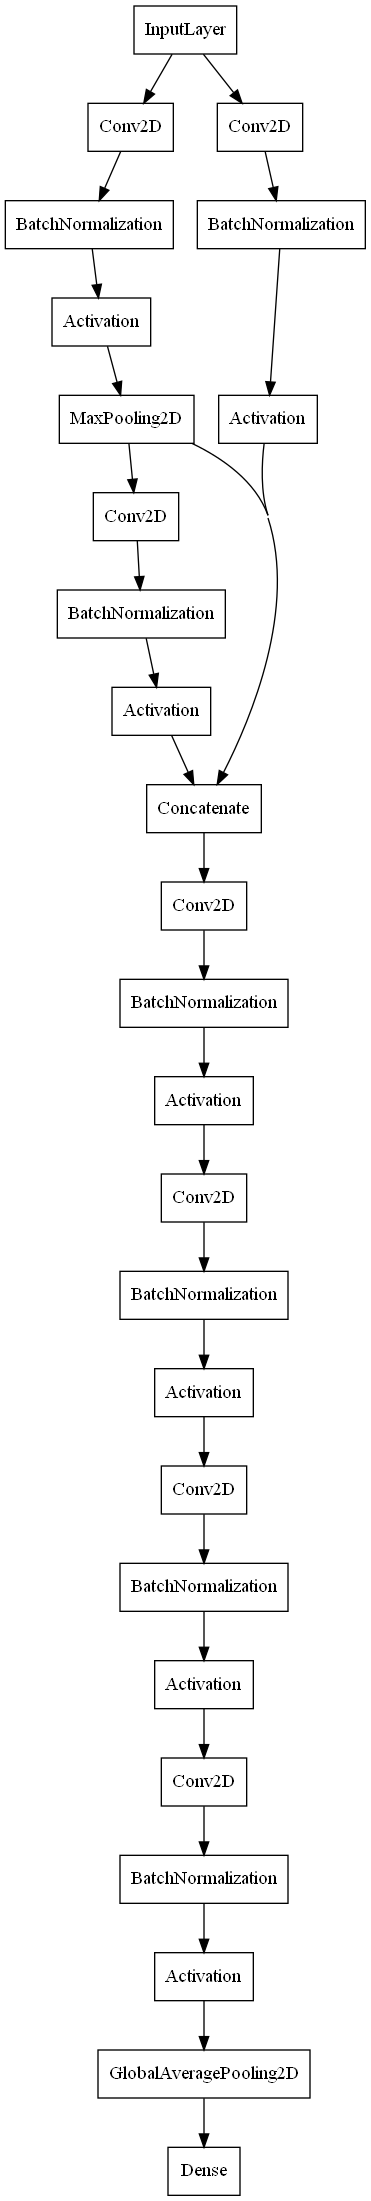 InputLayer
Conv2D
Conv2D
BatchNormalization
BatchNormalization
Activation
MaxPooling2D
Activation
Conv2D
BatchNormalization
Activation
Concatenate
Conv2D
BatchNormalization
Activation
Conv2D
BatchNormalization
Activation
Conv2D
BatchNormalization
Activation
Conv2D
BatchNormalization
Activation
GlobalAveragePooling2D
Dense